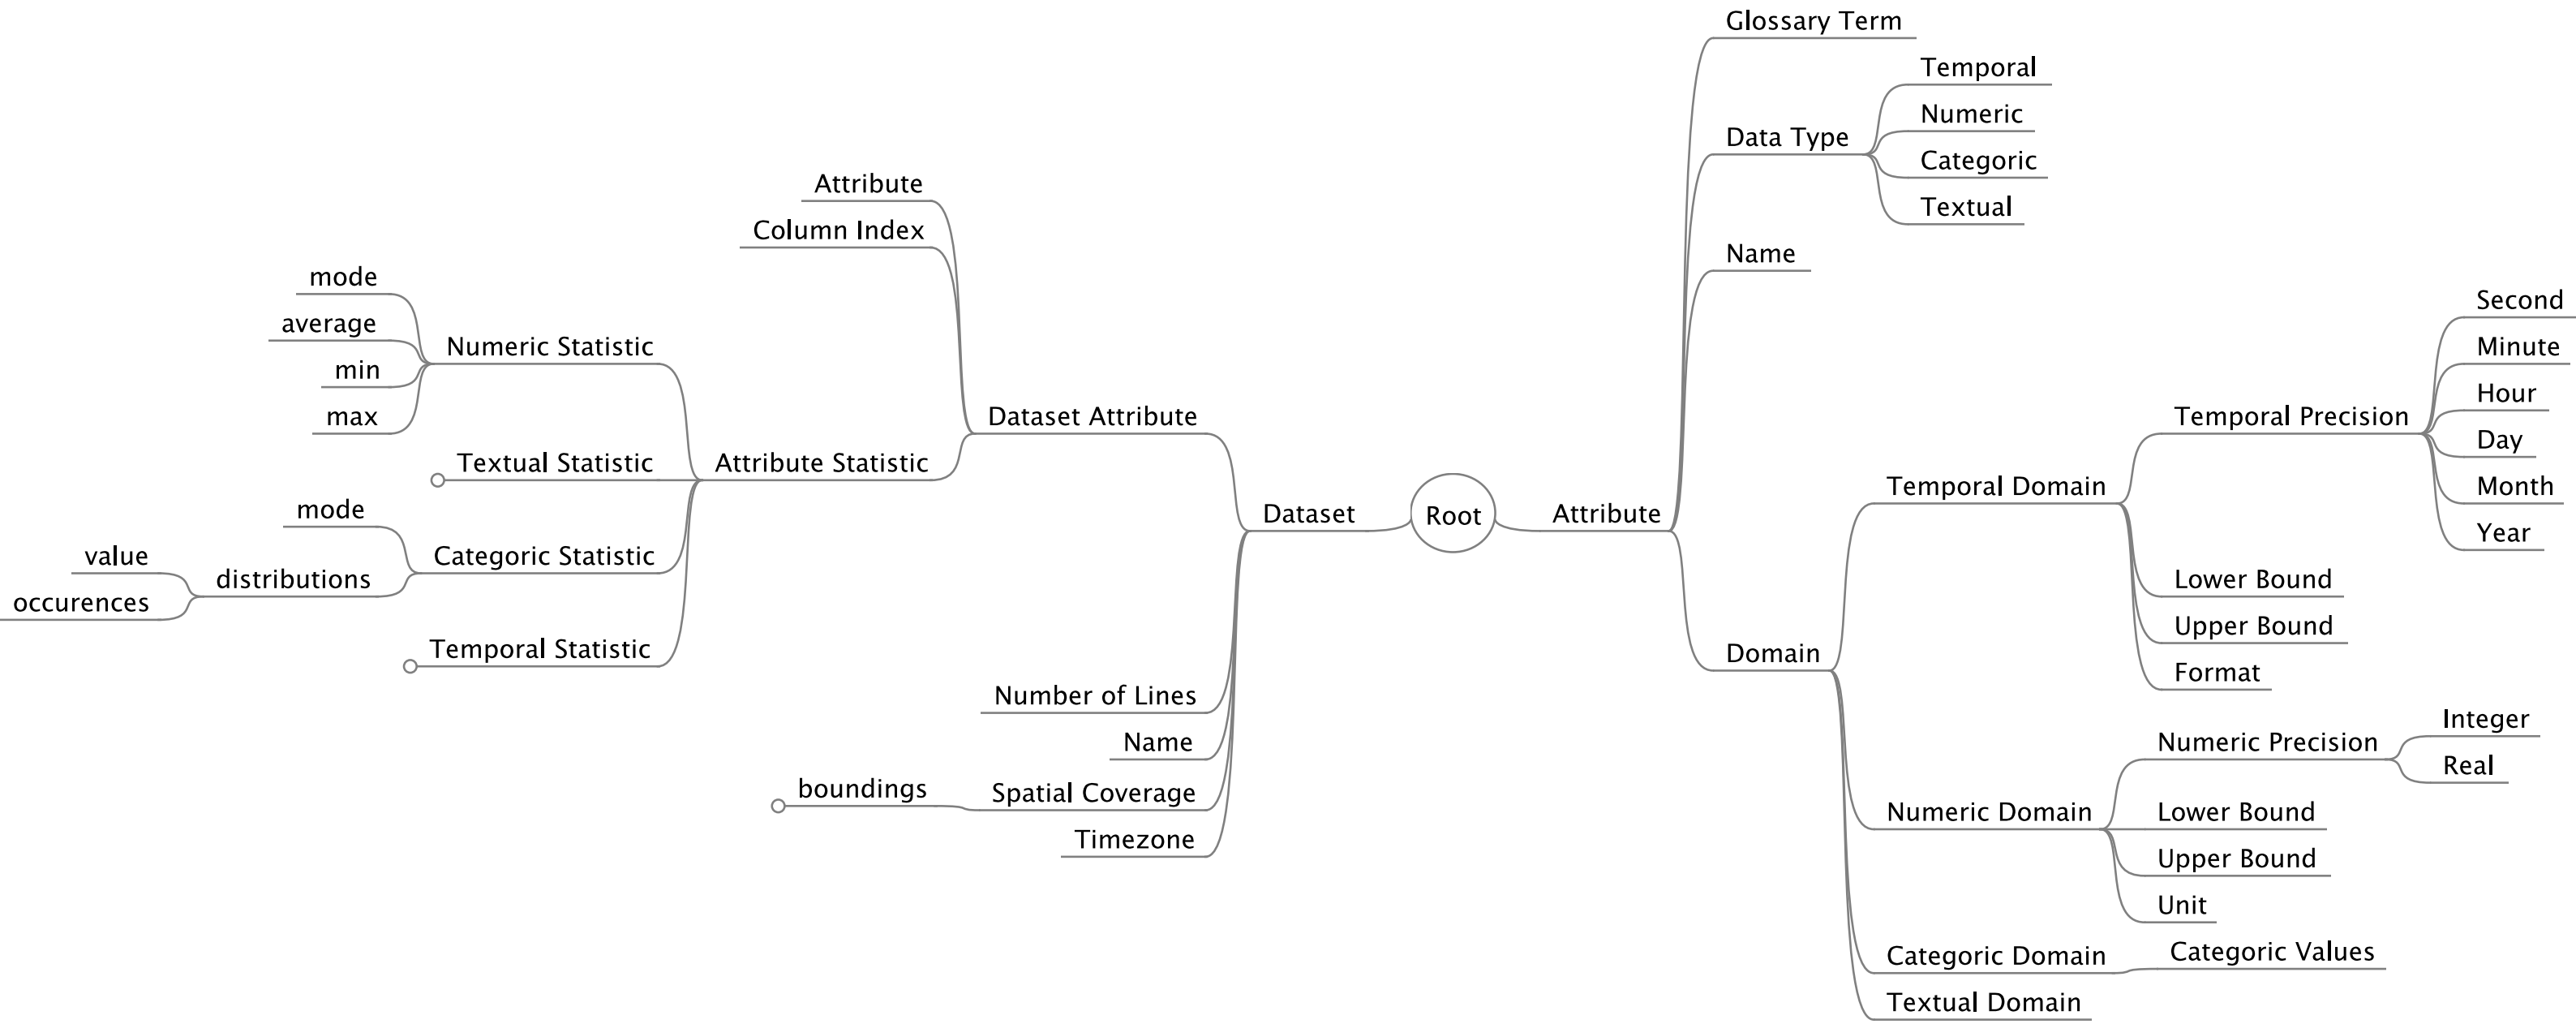 Glossary Term
Temporal
Numeric
Data Type
Categoric
Textual
Name
Attribute
Column Index
mode
average
Numeric Statistic
min
max
Dataset Attribute
Textual Statistic
Attribute Statistic
mode
Categoric Statistic
value
distributions
occurences
Temporal Statistic
Dataset
Root
Attribute
Number of Lines
Name
boundings
Spatial Coverage
Timezone
Second
Minute
Hour
Temporal Precision
Day
Month
Year
Temporal Domain
Lower Bound
Upper Bound
Format
Domain
Integer
Numeric Precision
Real
Numeric Domain
Lower Bound
Upper Bound
Unit
Categoric Domain
Categoric Values
Textual Domain